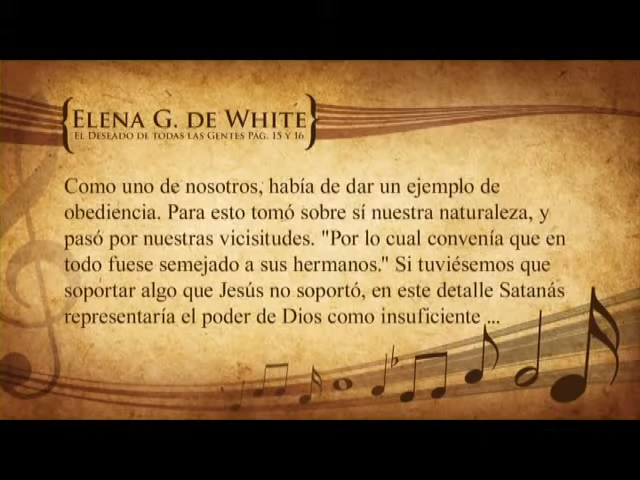 {ELENA G. DE WHITE}
EL DESEADO DE TODAS LAS GENTES PÁG. 15 Y 16
Como uno de nosotros, había de dar un ejemplo de
obediencia. Para esto tomó sobre sí nuestra naturaleza, y
pasó por nuestras vicisitudes. "Por lo cual convenía que en
todo fuese semejado a sus hermanos." Si tuviésemos que
soportar algo que Jesús no soportó, en este detalle Satanás
representaría el poder de Dios como insuficiente ...